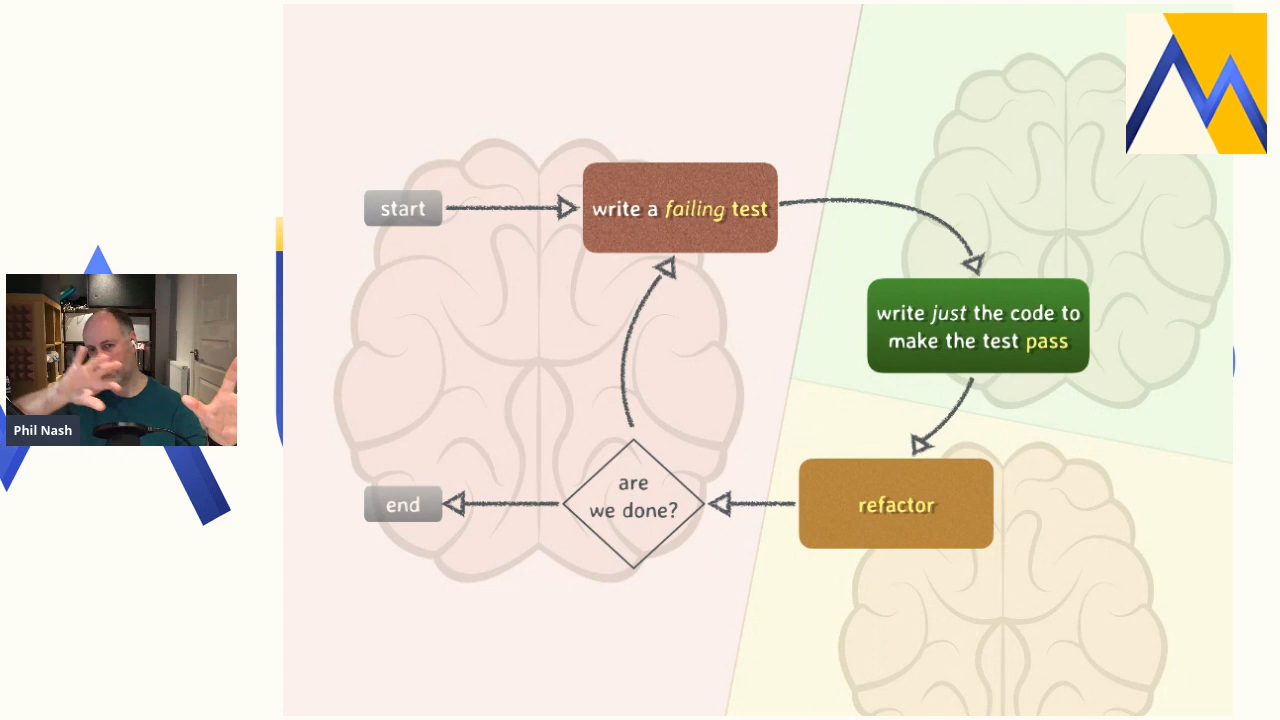 start
write a failing test
write just the code to
make the test pass
refactor
are
we done?
end
Phil Nash